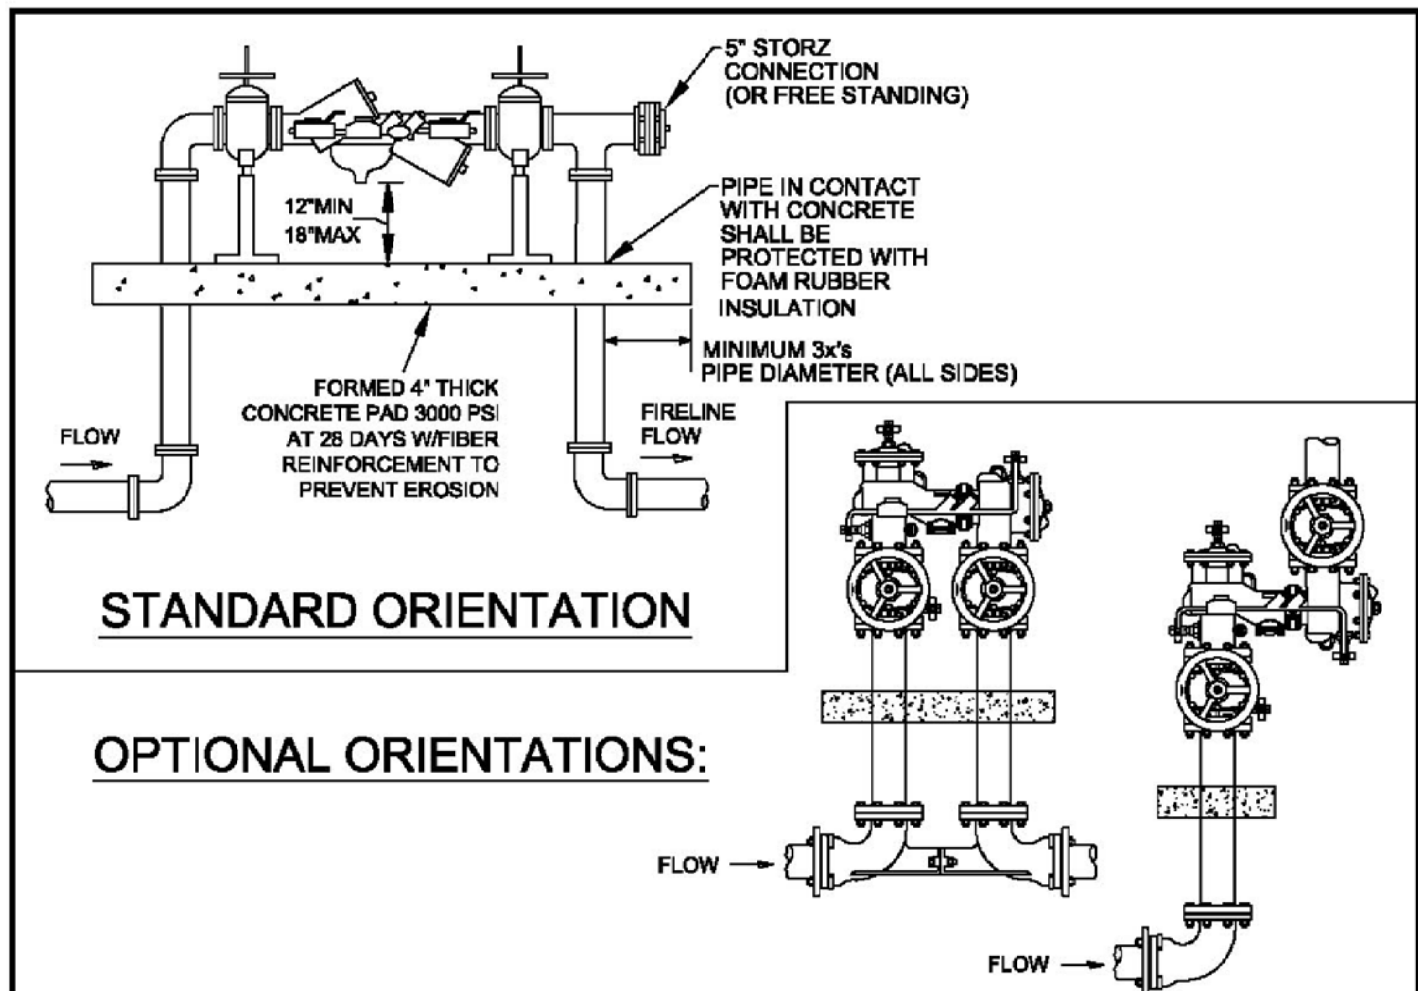 5" STORZ
CONNECTION
(OR FREE STANDING)
12"MIN
18"MAX
PIPE IN CONTACT
WITH CONCRETE
SHALL BE
PROTECTED WITH
FOAM RUBBER
INSULATION
MINIMUM 3x's
PIPE DIAMETER (ALL SIDES)
FORMED 4" THICK
CONCRETE PAD 3000 PSI
AT 28 DAYS W/FIBER
REINFORCEMENT TO
PREVENT EROSION
FLOW
FIRELINE
FLOW
STANDARD ORIENTATION
OPTIONAL ORIENTATIONS:
FLOW
FLOW